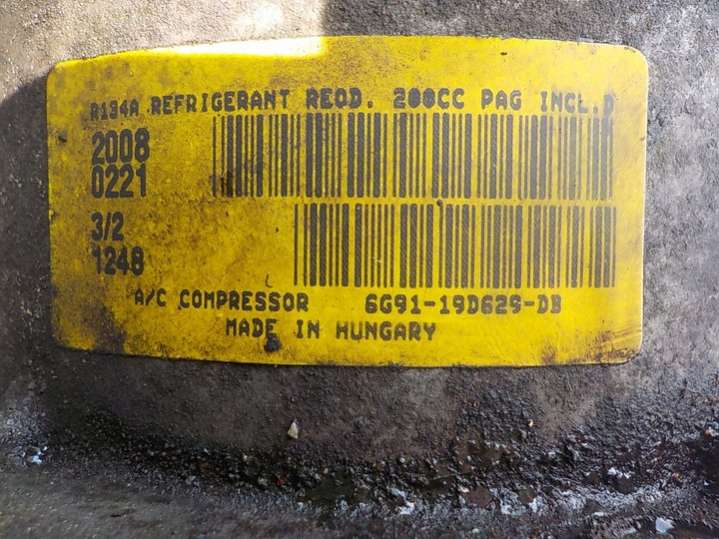 R134A REFRIGERANT REQD. 200CC PAG INCL.D
2008
0221
3/2
1248
A/C COMPRESSOR 6G91-19D629-DB
MADE IN HUNGARY